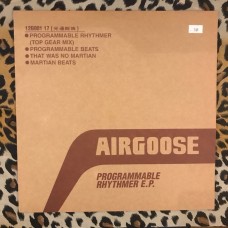 PROGRAMMABLE RHYTHMER
(TOP GEAR MIX)
PROGRAMMABLE BEATS
THAT WAS NO MARTIAN
MARTIAN BEATS
AIRGOOSE
PROGRAMMABLE
RHYTHMER E.P.